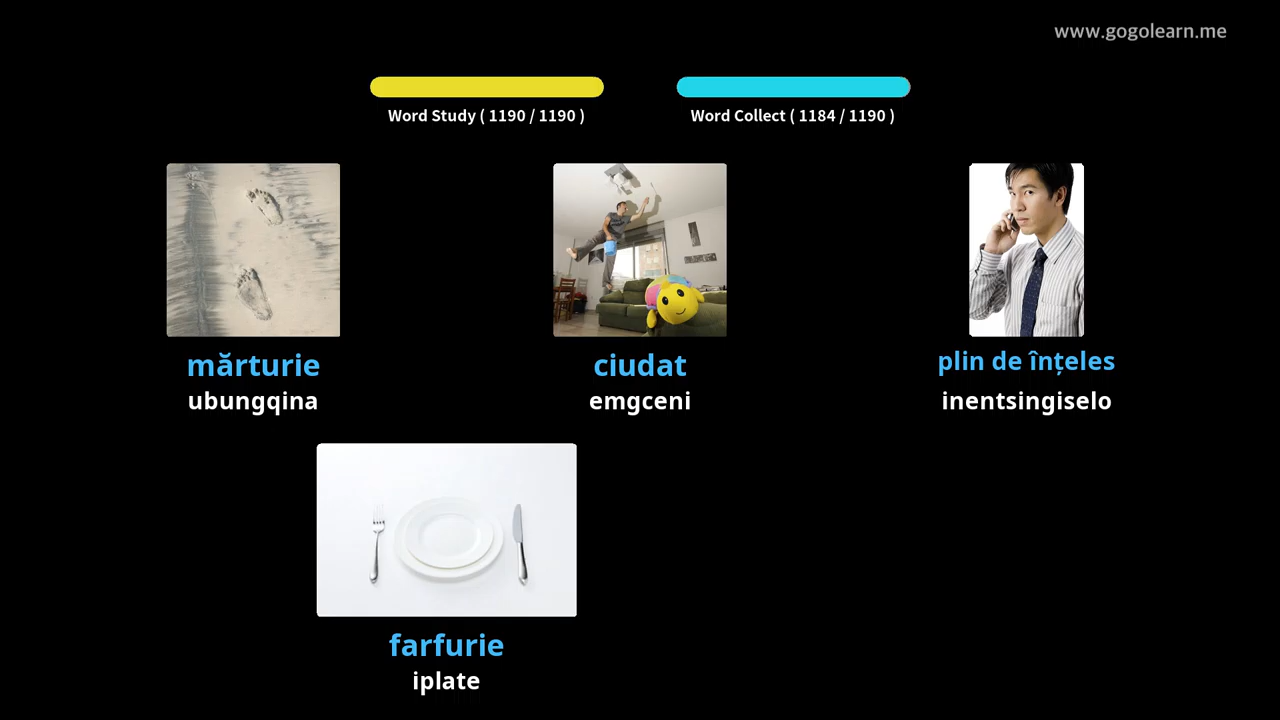 www.gogolearn.me
Word Study ( 1190 / 1190 )
Word Collect ( 1184 / 1190 )
mărturie
ubungqina
ciudat
emgceni
plin de înțeles
inentsingiselo
farfurie
iplate